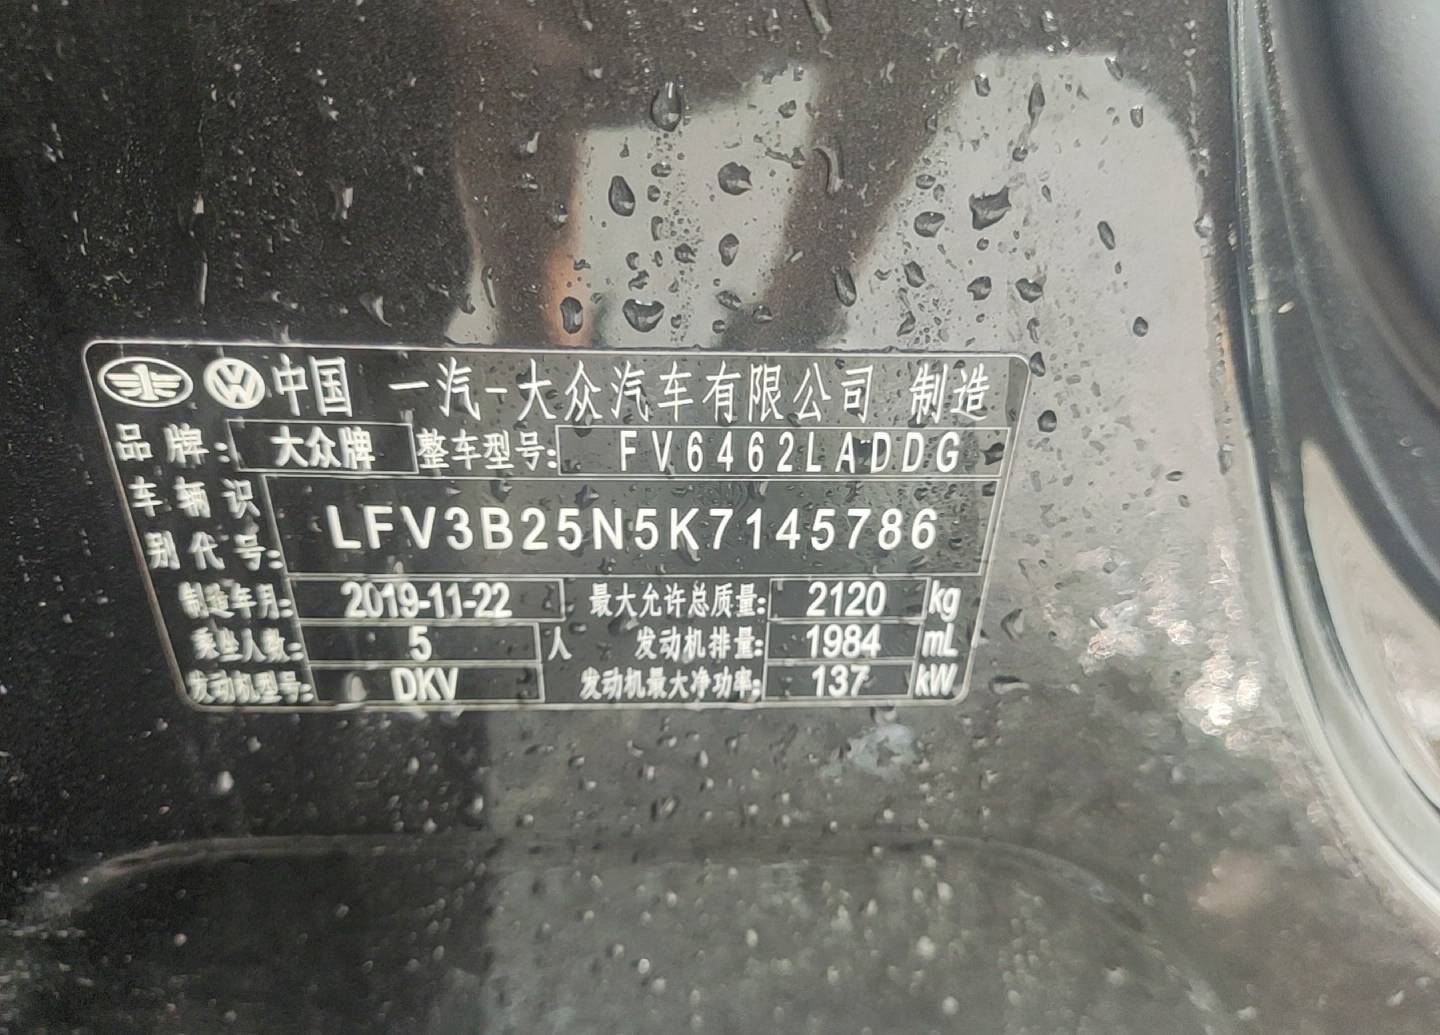 中国 一汽-大众汽车有限公司 制造
品牌: 大众牌 整车型号: FV6462LADDG
车辆识别代号: LFV3B25N5K7145786
制造年月: 2019-11-22 最大允许总质量: 2120 kg
乘坐人数: 5 人 发动机排量: 1984 mL
发动机型号: DKV 发动机最大净功率: 137 kW